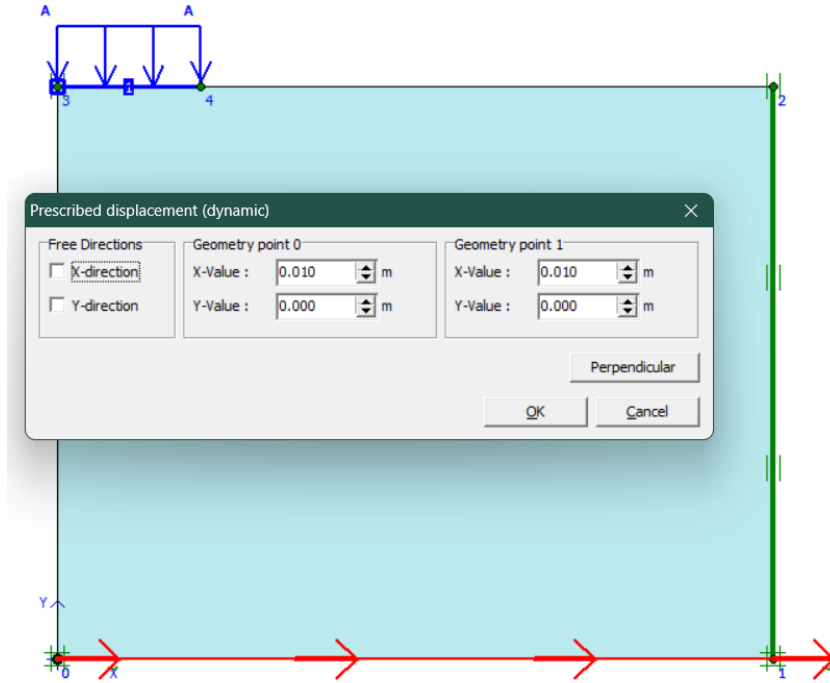 A A
3
4
2
Prescribed displacement (dynamic)
Free Directions
X-direction
Y-direction
Geometry point 0
X-Value : 0.010 m
Y-Value : 0.000 m
Geometry point 1
X-Value : 0.010 m
Y-Value : 0.000 m
Perpendicular
OK Cancel
Y
0 X 1